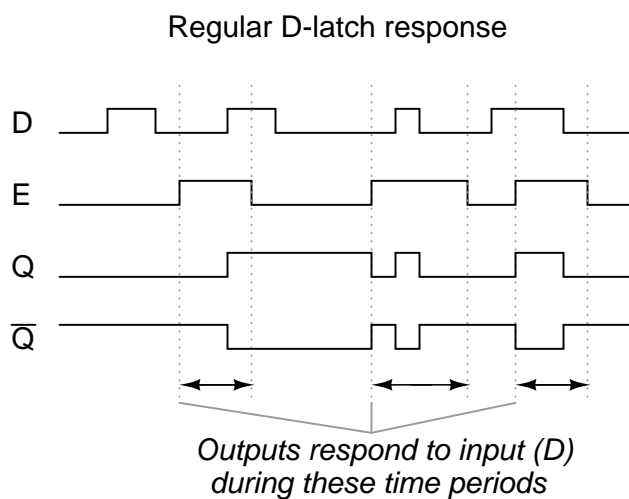 Regular D-latch response
D
E
Q
Q̅
Outputs respond to input (D)
during these time periods